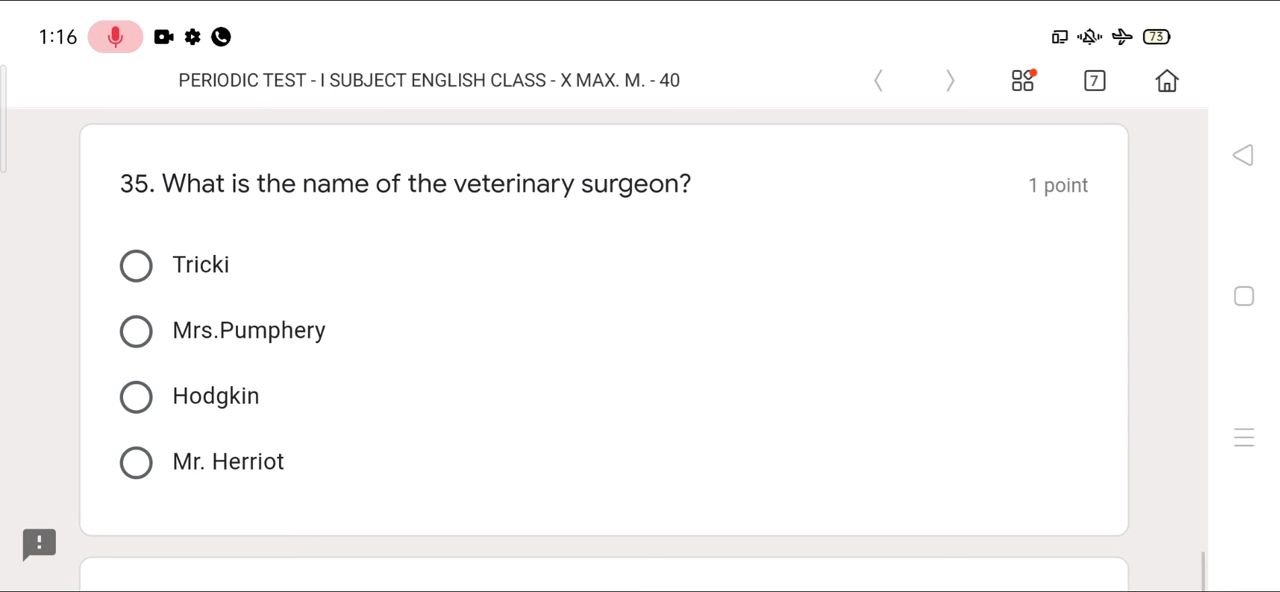 1:16
73
PERIODIC TEST - I SUBJECT ENGLISH CLASS - X MAX. M. - 40
7
35. What is the name of the veterinary surgeon?
1 point
Tricki
Mrs.Pumphery
Hodgkin
Mr. Herriot